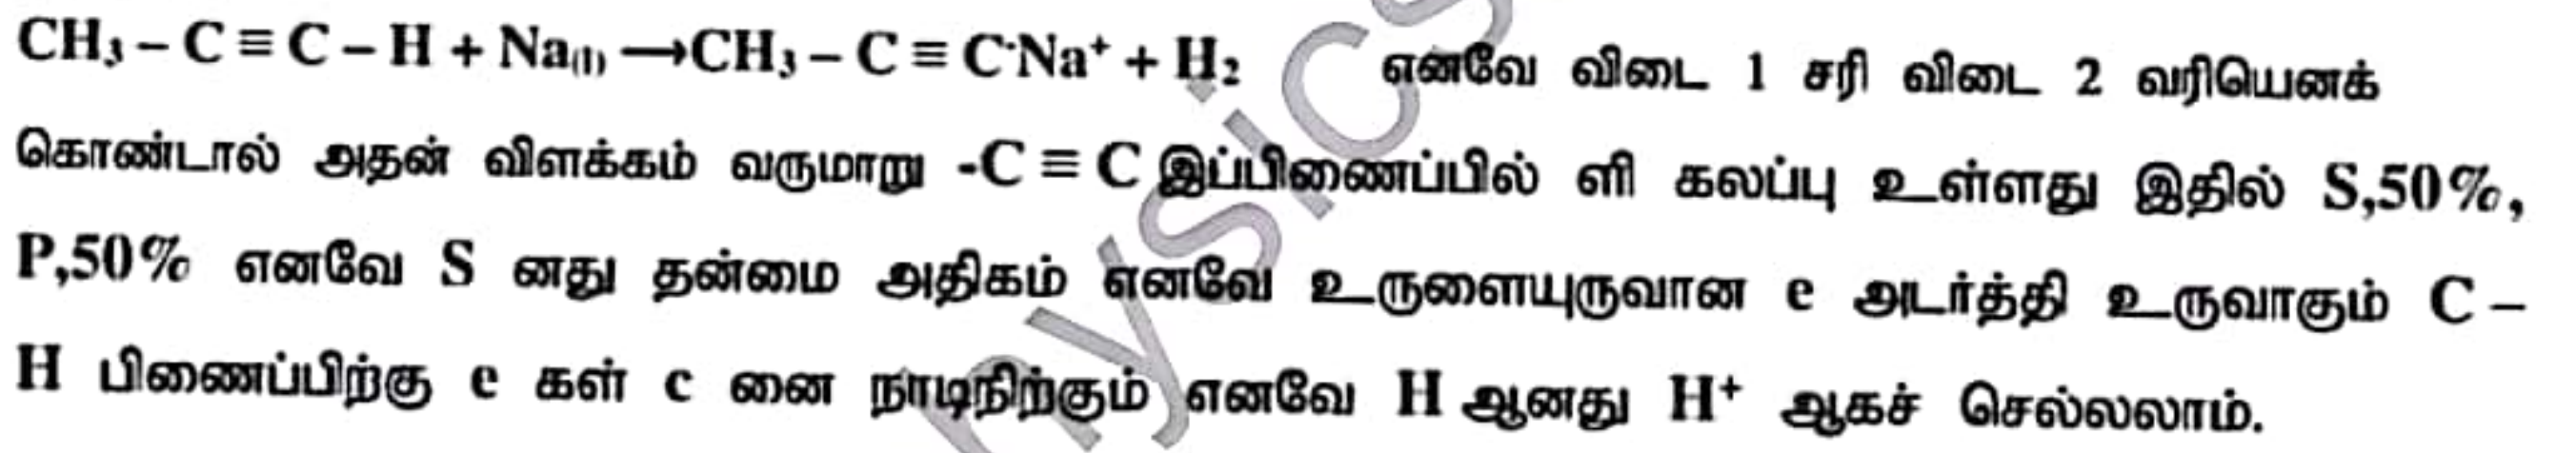 CH₃ – C ≡ C – H + Na₍ₗ₎ →CH₃ – C ≡ C⁻Na⁺ + H₂ எனவே விடை 1 சரி விடை 2 வரியெனக்
கொண்டால் அதன் விளக்கம் வருமாறு -C ≡ C இப்பிணைப்பில் ளி கலப்பு உள்ளது இதில் S,50%,
P,50% எனவே S னது தன்மை அதிகம் எனவே உருளையுருவான e அடர்த்தி உருவாகும் C –
H பிணைப்பிற்கு e கள் c னை நாடிநிற்கும் எனவே H ஆனது H⁺ ஆகச் செல்லலாம்.